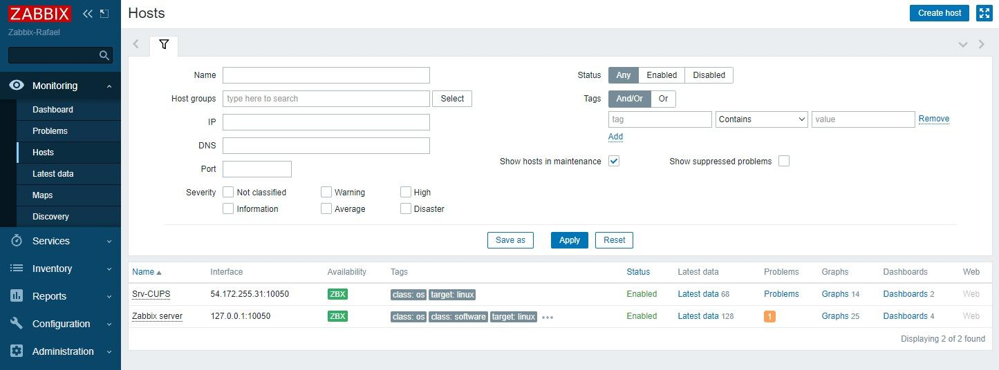 ZABBIX
Zabbix-Rafael
Monitoring
Dashboard
Problems
Hosts
Latest data
Maps
Discovery
Services
Inventory
Reports
Configuration
Administration
Hosts
Create host
Name
Host groups type here to search Select
IP
DNS
Port
Severity Not classified Warning High
Information Average Disaster
Status Any Enabled Disabled
Tags And/Or Or
tag Contains value Remove
Add
Show hosts in maintenance Show suppressed problems
Save as Apply Reset
Name Interface Availability Tags Status Latest data Problems Graphs Dashboards Web
Srv-CUPS 54.172.255.31:10050 ZBX class: os target: linux Enabled Latest data 68 Problems Graphs 14 Dashboards 2 Web
Zabbix server 127.0.0.1:10050 ZBX class: os class: software target: linux ••• Enabled Latest data 128 1 Graphs 25 Dashboards 4 Web
Displaying 2 of 2 found